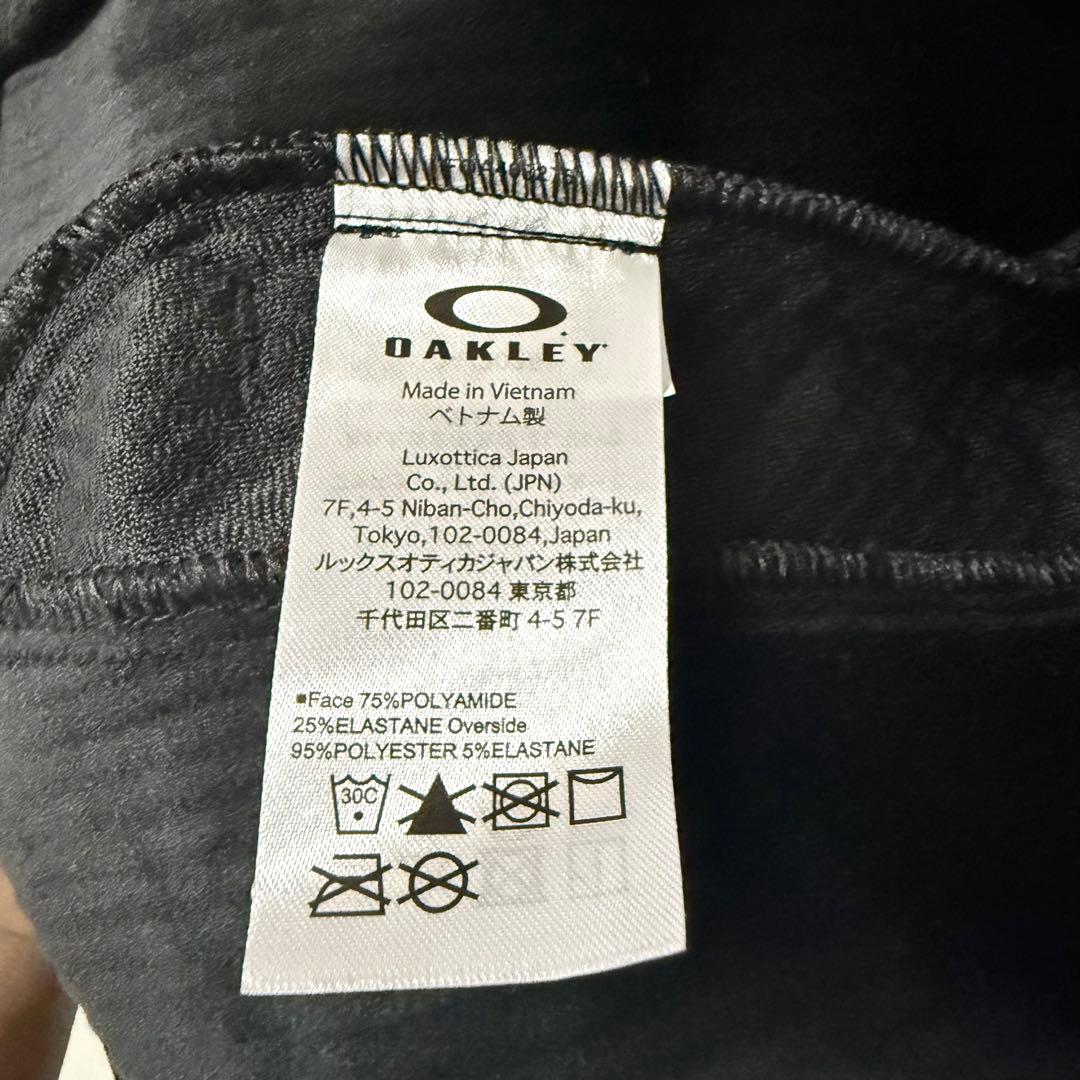 OAKLEY
Made in Vietnam
ベトナム製
Luxottica Japan
Co., Ltd. (JPN)
7F,4-5 Niban-Cho,Chiyoda-ku,
Tokyo,102-0084,Japan
ルックスオティカジャパン株式会社
102-0084 東京都
千代田区二番町 4-5 7F
▪Face 75%POLYAMIDE
25%ELASTANE Overside
95%POLYESTER 5%ELASTANE
30C